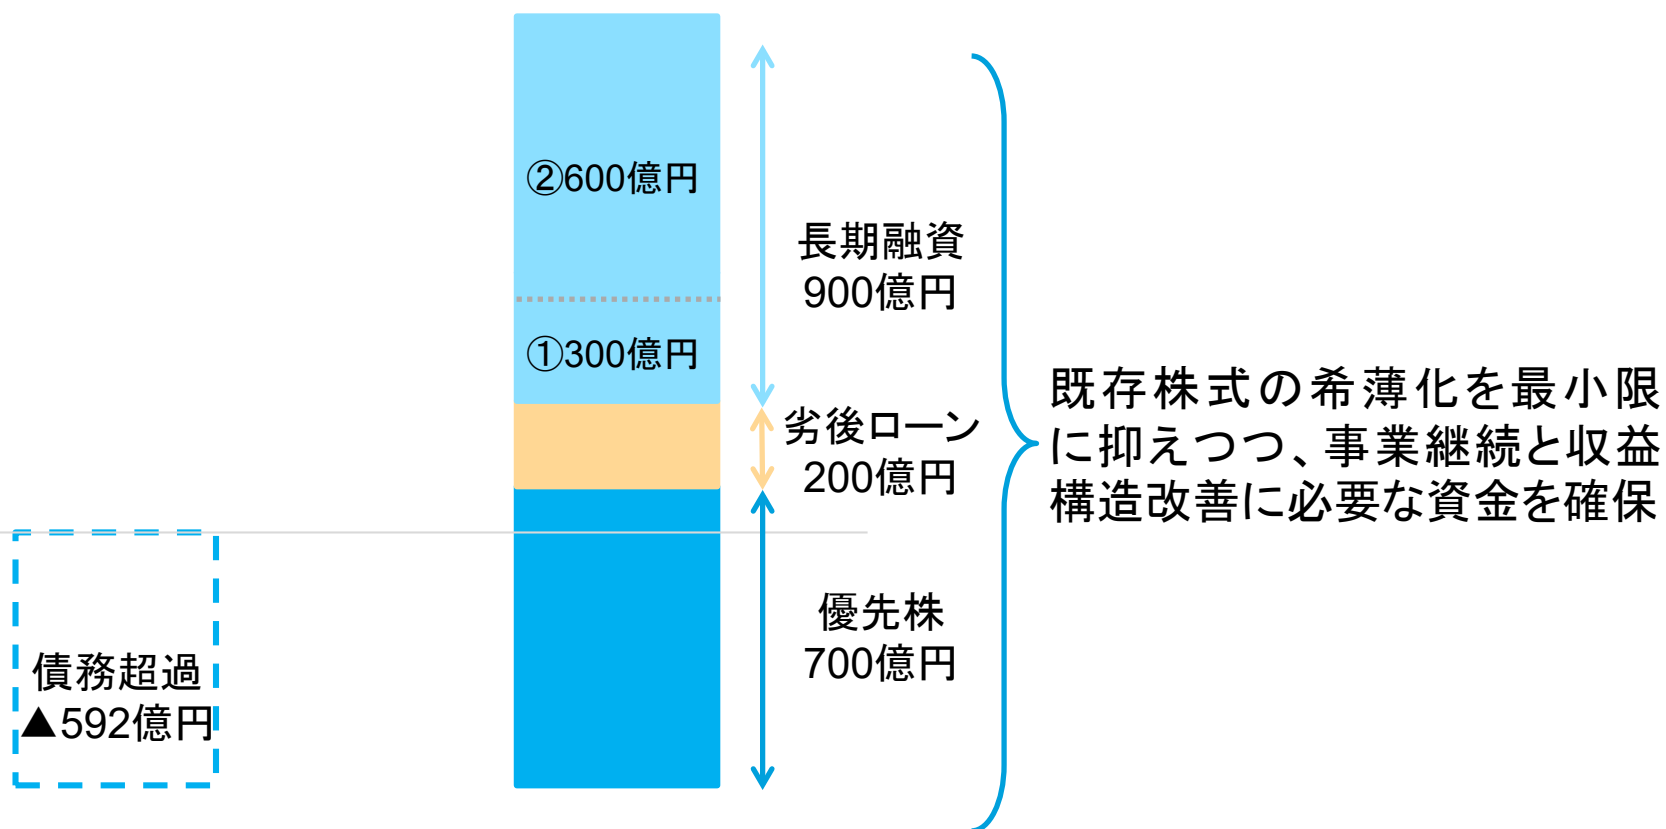 ②600億円
①300億円
長期融資
900億円
劣後ローン
200億円
優先株
700億円
債務超過
▲592億円
既存株式の希薄化を最小限
に抑えつつ、事業継続と収益
構造改善に必要な資金を確保